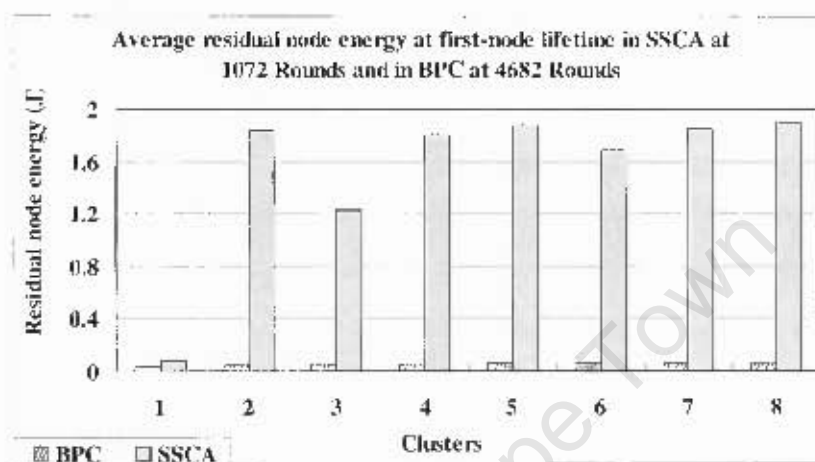 Average residual node energy at first-node lifetime in SSCA at
1072 Rounds and in BPC at 4682 Rounds
Residual node energy (J)
2
1.6
1.2
0.8
0.4
0
1 2 3 4 5 6 7 8
Clusters
BPC SSCA
pe Town